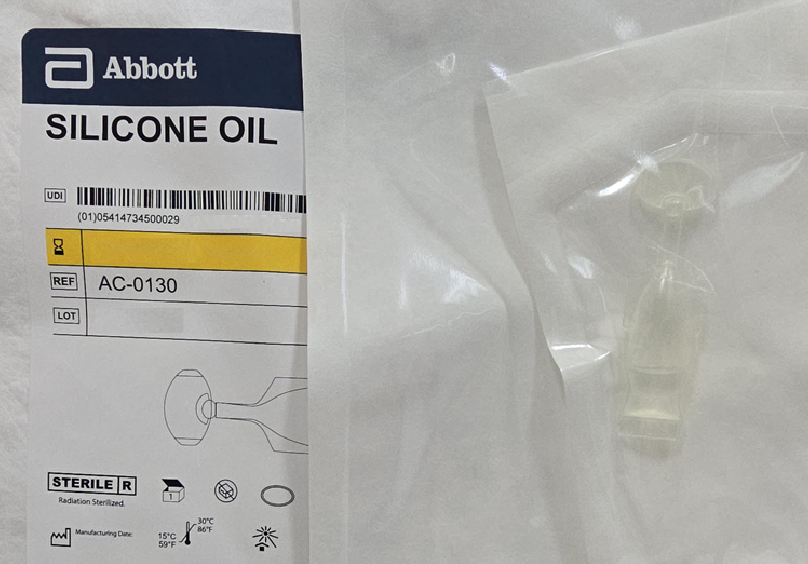 Abbott
SILICONE OIL
UDI
(01)05414734500029
REF AC-0130
LOT
STERILE R
Radiation Sterilized.
1
Manufacturing Date:
15°C
59°F
30°C
86°F